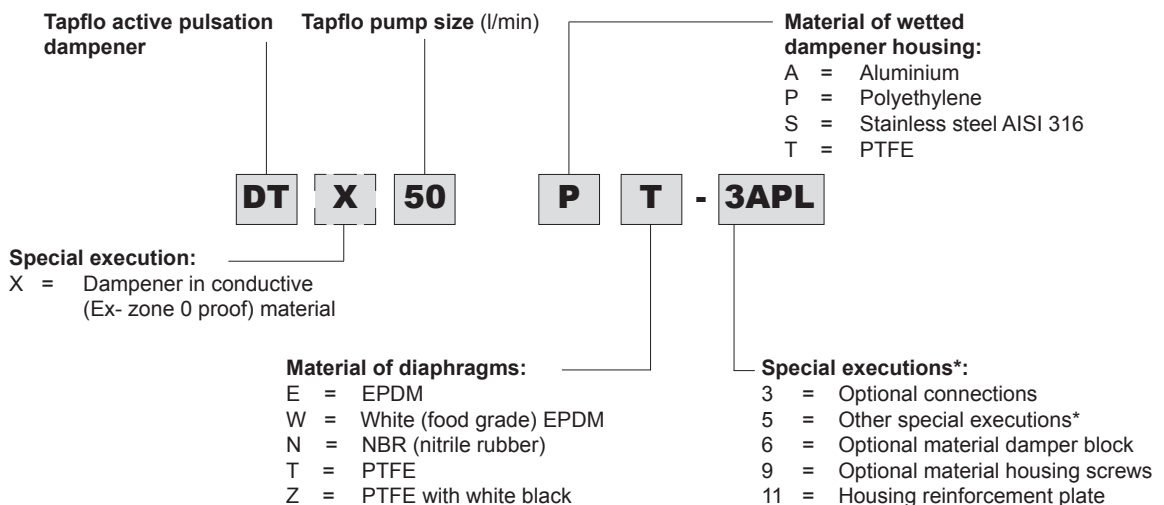 Tapflo active pulsation
dampener
Tapflo pump size (l/min)
Material of wetted
dampener housing:
A = Aluminium
P = Polyethylene
S = Stainless steel AISI 316
T = PTFE
DT X 50 P T - 3APL
Special execution:
X = Dampener in conductive
(Ex- zone 0 proof) material
Material of diaphragms:
E = EPDM
W = White (food grade) EPDM
N = NBR (nitrile rubber)
T = PTFE
Z = PTFE with white black
Special executions*:
3 = Optional connections
5 = Other special executions*
6 = Optional material damper block
9 = Optional material housing screws
11 = Housing reinforcement plate